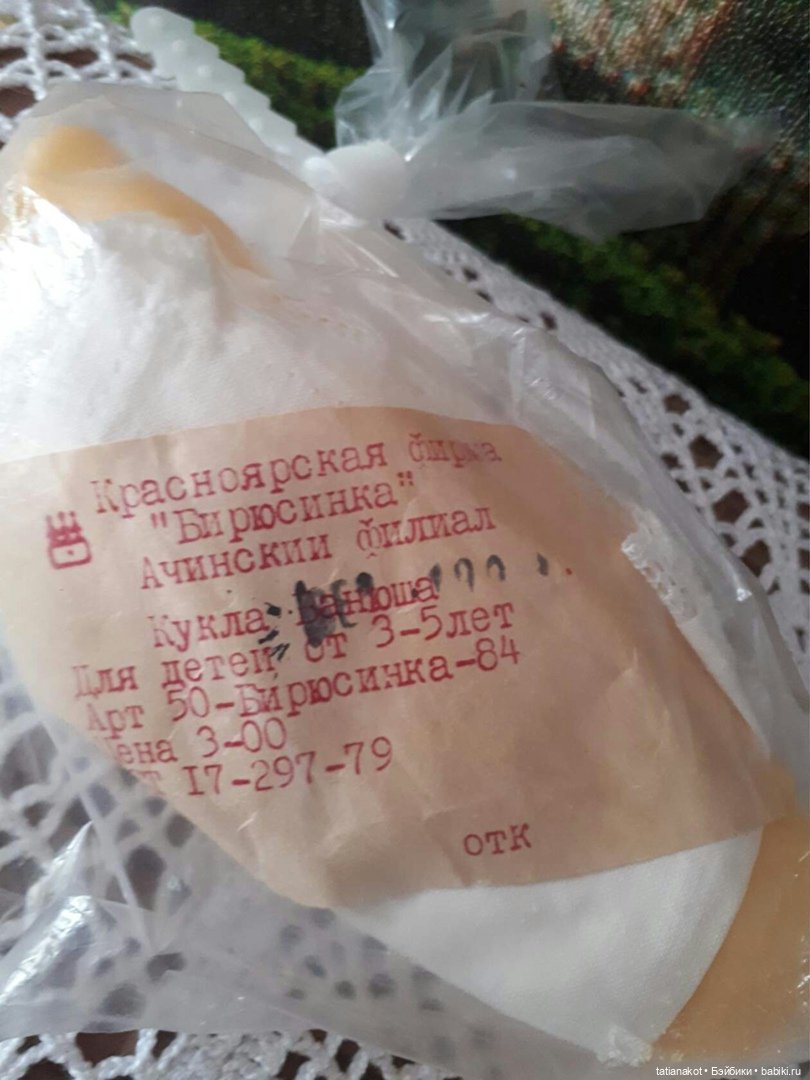 Красноярская фирма
"Бирюсинка"
Ачинский филиал
Кукла Ванюша
Для детей от 3-5лет
Арт 50-Бирюсинка-84
Цена 3-00
17-297-79
отк
tatianakot • Бэйбики • babiki.ru